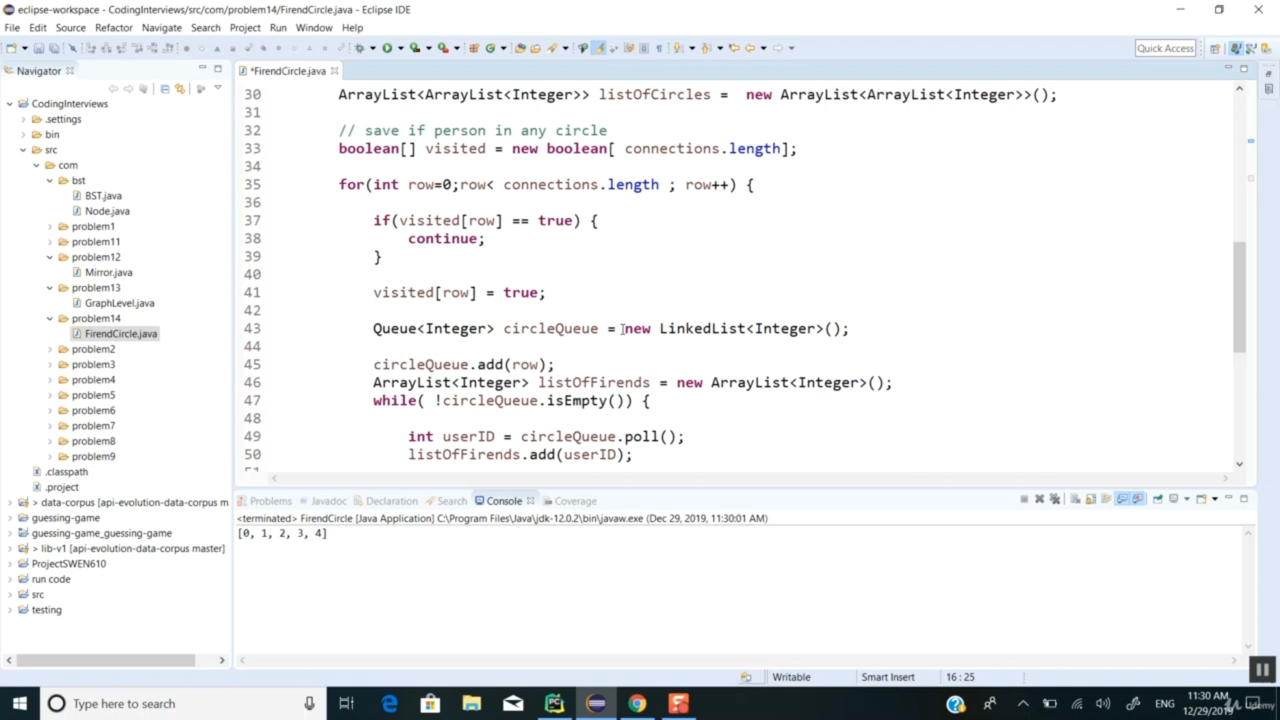 eclipse-workspace - CodingInterviews/src/com/problem14/FirendCircle.java - Eclipse IDE
File Edit Source Refactor Navigate Search Project Run Window Help
Quick Access
Navigator
*FirendCircle.java
CodingInterviews
.settings
bin
src
com
bst
BST.java
Node.java
problem1
problem11
problem12
Mirror.java
problem13
GraphLevel.java
problem14
FirendCircle.java
problem2
problem3
problem4
problem5
problem6
problem7
problem8
problem9
.classpath
.project
> data-corpus [api-evolution-data-corpus m
guessing-game
guessing-game_guessing-game
> lib-v1 [api-evolution-data-corpus master]
ProjectSWEN610
run code
src
testing
30 ArrayList<ArrayList<Integer>> listOfCircles = new ArrayList<ArrayList<Integer>>();
31
32 // save if person in any circle
33 boolean[] visited = new boolean[ connections.length];
34
35 for(int row=0;row< connections.length ; row++) {
36
37 if(visited[row] == true) {
38 continue;
39 }
40
41 visited[row] = true;
42
43 Queue<Integer> circleQueue = new LinkedList<Integer>();
44
45 circleQueue.add(row);
46 ArrayList<Integer> listOfFirends = new ArrayList<Integer>();
47 while( !circleQueue.isEmpty()) {
48
49 int userID = circleQueue.poll();
50 listOfFirends.add(userID);
Problems Javadoc Declaration Search Console Coverage
<terminated> FirendCircle [Java Application] C:\Program Files\Java\jdk-12.0.2\bin\javaw.exe (Dec 29, 2019, 11:30:01 AM)
[0, 1, 2, 3, 4]
Writable Smart Insert 16 : 25
Type here to search
ENG
11:30 AM
12/29/2019
Udemy